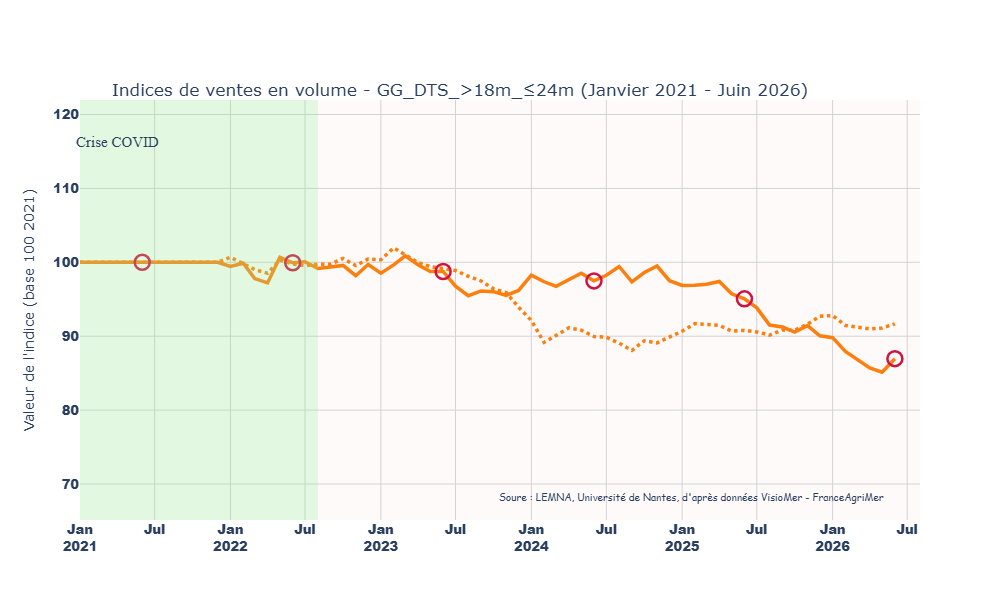 Indices de ventes en volume - GG_DTS_>18m_≤24m (Janvier 2021 - Juin 2026)
Crise COVID
Valeur de l'indice (base 100 2021)
120
110
100
90
80
70
Soure : LEMNA, Université de Nantes, d'après données VisioMer - FranceAgriMer
Jan Jul Jan Jul Jan Jul Jan Jul Jan Jul Jan Jul
2021 2022 2023 2024 2025 2026